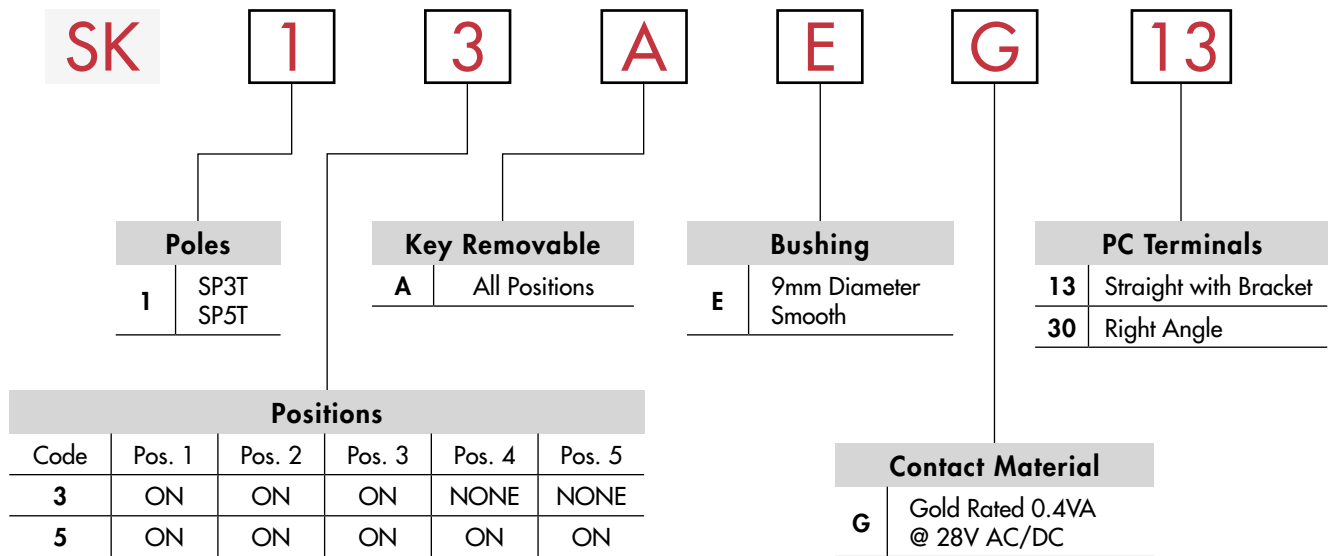 SK 1 3 A E G 13
Poles
1 SP3T
SP5T
Key Removable
A All Positions
Bushing
E 9mm Diameter
Smooth
PC Terminals
13 Straight with Bracket
30 Right Angle
Positions
Code Pos. 1 Pos. 2 Pos. 3 Pos. 4 Pos. 5
3 ON ON ON NONE NONE
5 ON ON ON ON ON
Contact Material
G Gold Rated 0.4VA
@ 28V AC/DC